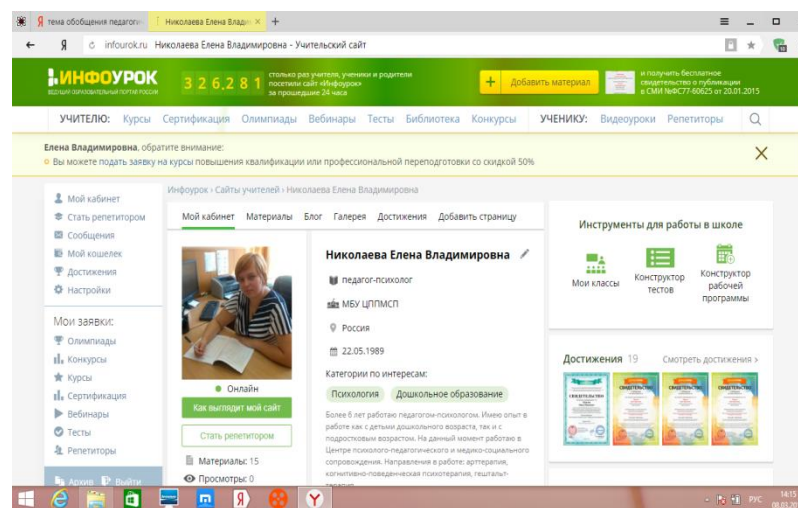 Я тема обобщения педагоги
Николаева Елена Влади × +
infourok.ru Николаева Елена Владимировна - Учительский сайт
ИНФОУРОК
ВЕДУЩИЙ ОБРАЗОВАТЕЛЬНЫЙ ПОРТАЛ РОССИИ
326,281
столько раз учителя, ученики и родители
посетили сайт «Инфоурок»
за прошедшие 24 часа
+ Добавить материал
и получить бесплатное
свидетельство о публикации
в СМИ №ФС77-60625 от 20.01.2015
УЧИТЕЛЮ: Курсы Сертификация Олимпиады Вебинары Тесты Библиотека Конкурсы УЧЕНИКУ: Видеоуроки Репетиторы
Елена Владимировна, обратите внимание:
Вы можете подать заявку на курсы повышения квалификации или профессиональной переподготовки со скидкой 50%
Мой кабинет
Стать репетитором
Сообщения
Мой кошелек
Достижения
Настройки
Мои заявки:
Олимпиады
Конкурсы
Курсы
Сертификация
Вебинары
Тесты
Репетиторы
Архив Выйти
Инфоурок › Сайты учителей › Николаева Елена Владимировна
Мой кабинет Материалы Блог Галерея Достижения Добавить страницу
Онлайн
Как выглядит мой сайт
Стать репетитором
Материалы: 15
Просмотры: 0
Николаева Елена Владимировна
педагог-психолог
МБУ ЦППМСП
Россия
22.05.1989
Категории по интересам:
Психология Дошкольное образование
Более 6 лет работаю педагогом-психологом. Имею опыт в
работе как с детьми дошкольного возраста, так и с
подростковым возрастом. На данный момент работаю в
Центре психолого-педагогического и медико-социального
сопровождения. Направления в работе: арттерапия,
когнитивно-поведенческая психотерапия, гештальт-
терапия
Инструменты для работы в школе
Мои классы
Конструктор
тестов
Конструктор
рабочей
программы
Достижения 19 Смотреть достижения ›
СВИДЕТЕЛЬСТВО
РУС
14:15